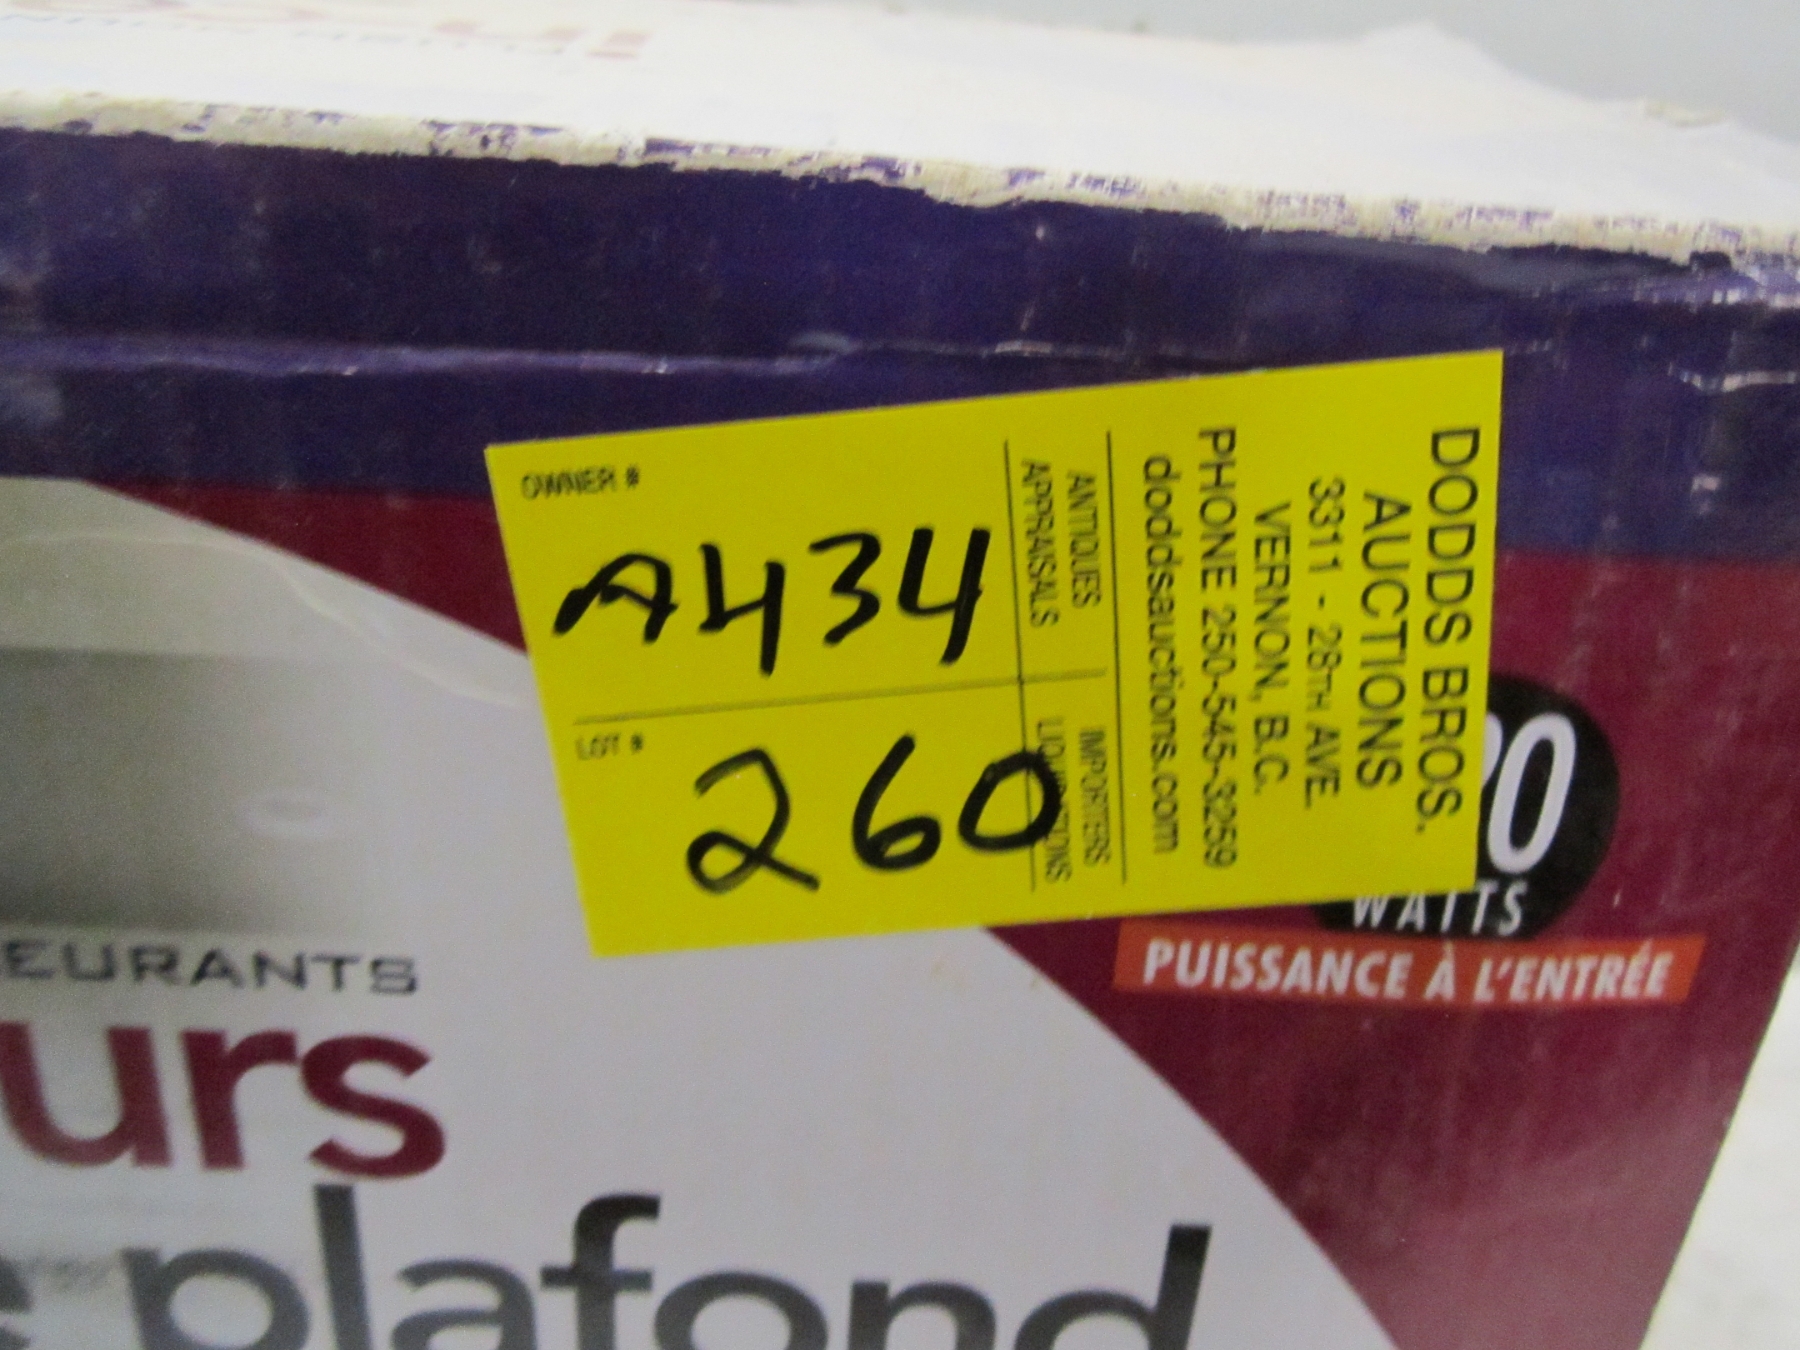 OWNER #
A434
LOT #
260
ANTIQUES
APPRAISALS
IMPORTERS
LIQUIDATIONS
DODDS BROS.
AUCTIONS
3311 - 28TH AVE.
VERNON, B.C.
PHONE 250-545-3259
doddsauctions.com
WATTS
PUISSANCE À L'ENTRÉE
EURANTS
urs
plafond